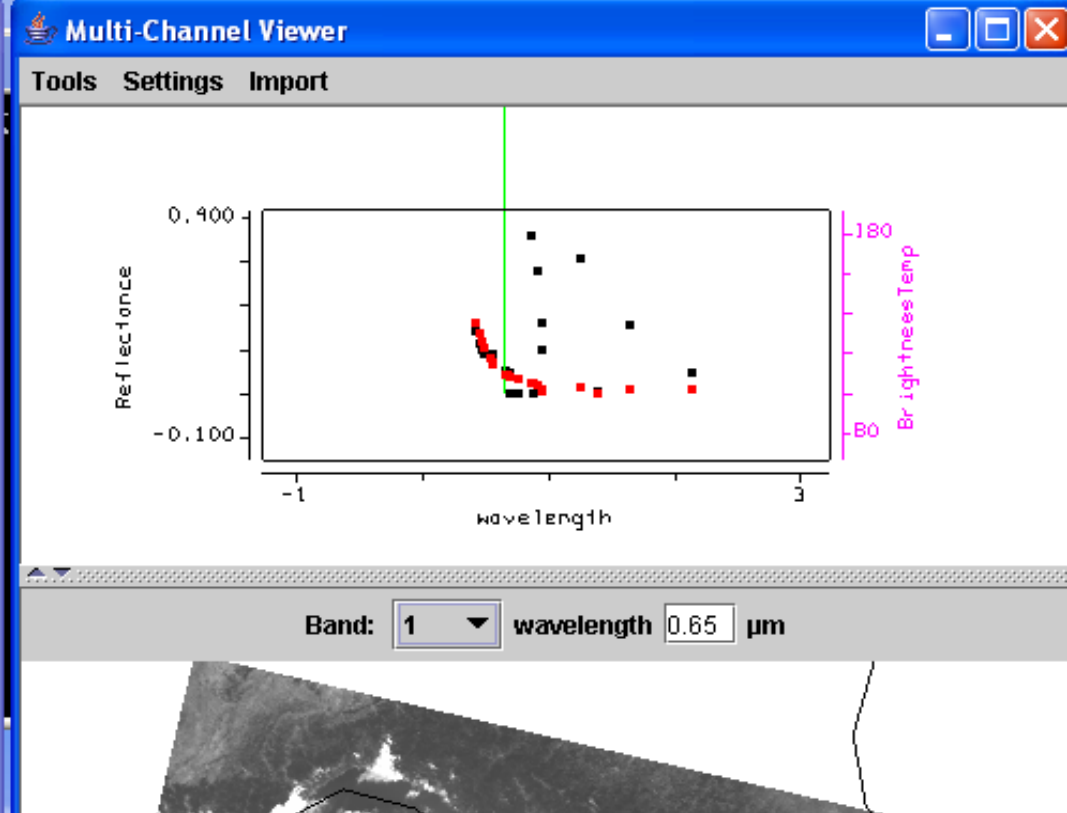 Multi-Channel Viewer
Tools Settings Import
0.400
180
Reflectance
BrightnessTemp
-0.100
80
-1
3
wavelength
Band: 1 wavelength 0.65 µm